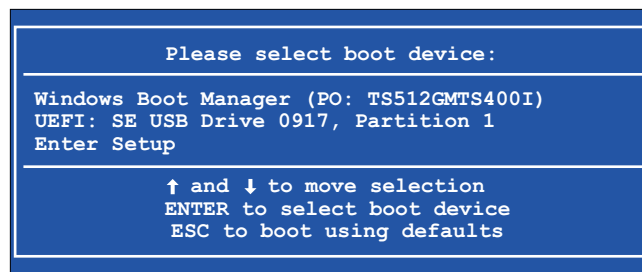 Please select boot device:
Windows Boot Manager (PO: TS512GMTS400I)
UEFI: SE USB Drive 0917, Partition 1
Enter Setup
↑ and ↓ to move selection
ENTER to select boot device
ESC to boot using defaults